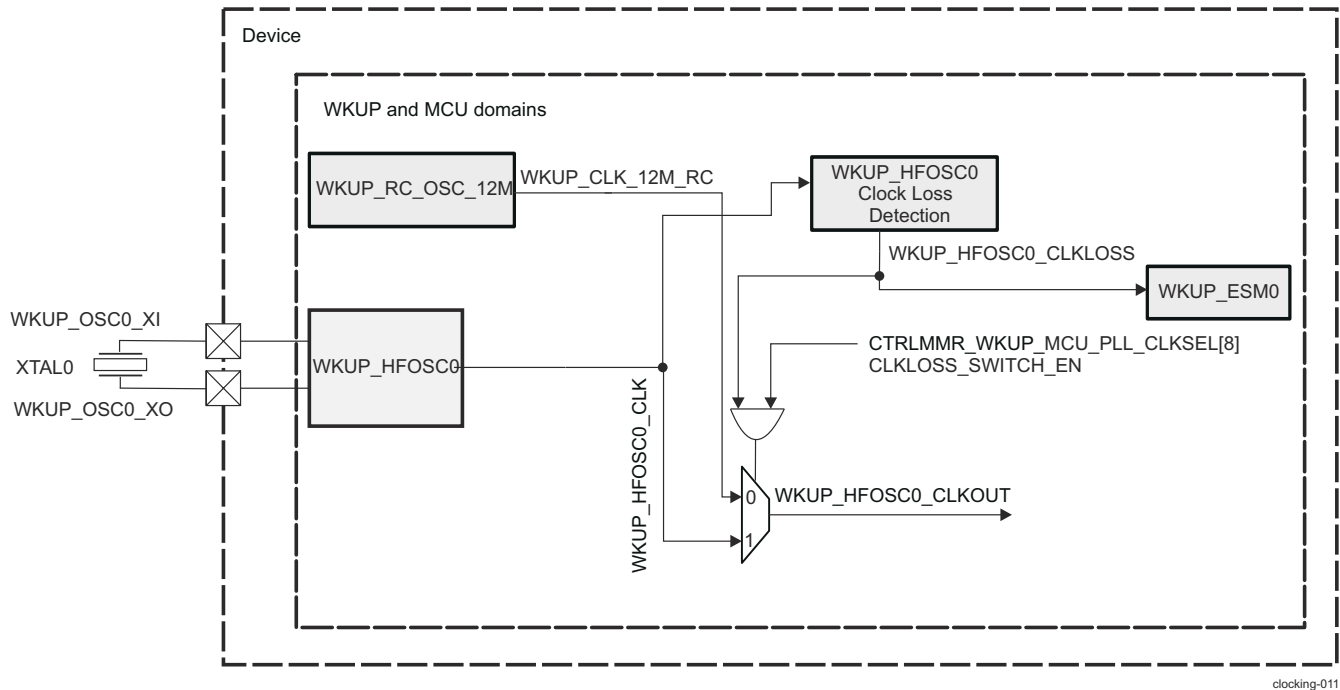 Device
WKUP and MCU domains
WKUP_RC_OSC_12M
WKUP_CLK_12M_RC
WKUP_HFOSC0
Clock Loss
Detection
WKUP_HFOSC0_CLKLOSS
WKUP_ESM0
WKUP_OSC0_XI
XTAL0
WKUP_OSC0_XO
WKUP_HFOSC0
CTRLMMR_WKUP_MCU_PLL_CLKSEL[8]
CLKLOSS_SWITCH_EN
WKUP_HFOSC0_CLK
0
WKUP_HFOSC0_CLKOUT
1
clocking-011